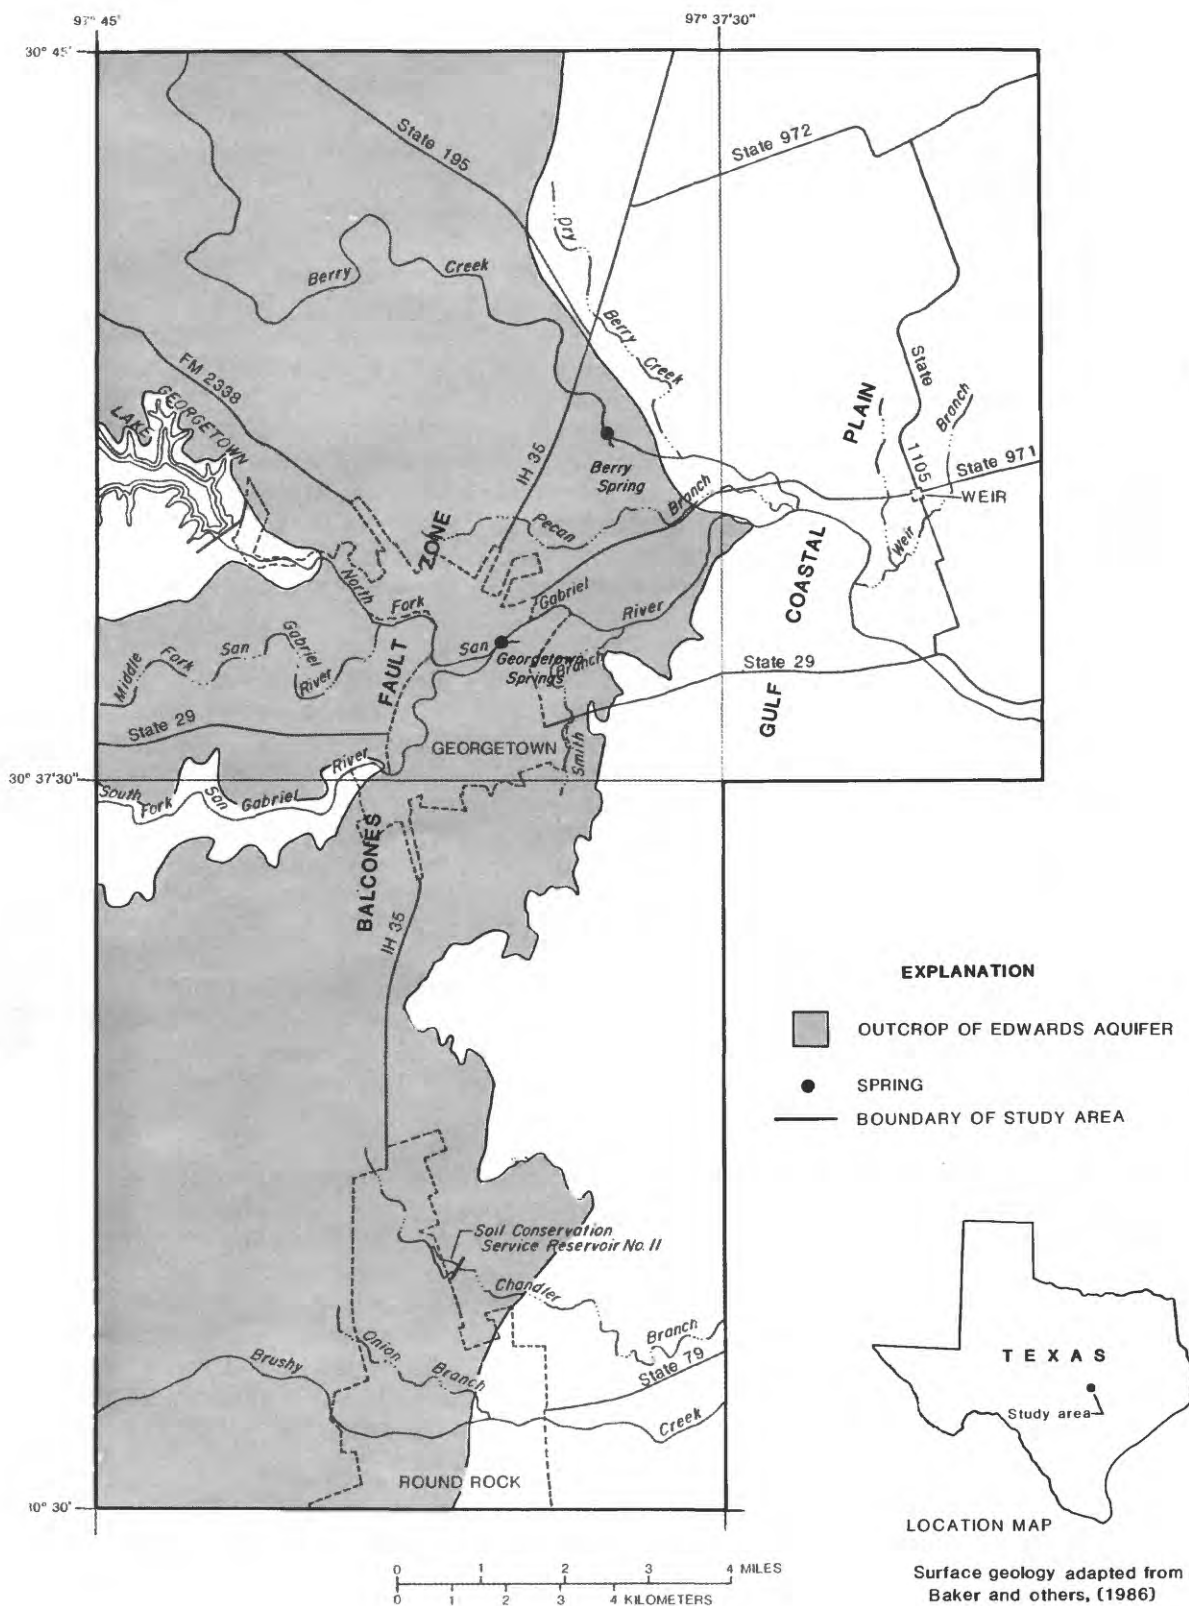 97° 45'
97° 37'30"
30° 45'
State 195
State 972
Dry
Berry
Creek
Berry
Creek
FM 2338
LAKE
GEORGETOWN
IH 35
Berry
Spring
PLAIN
State
1105
Branch
State 971
WEIR
Weir
ZONE
Pecan
Branch
North
Fork
Gabriel
River
San
Georgetown
Springs
Branch
COASTAL
Middle
Fork
San
Gabriel
River
FAULT
State 29
State 29
GULF
GEORGETOWN
Smith
30° 37'30"
South
Fork
San
Gabriel
River
BALCONES
IH 35
EXPLANATION
OUTCROP OF EDWARDS AQUIFER
SPRING
BOUNDARY OF STUDY AREA
Soil Conservation
Service Reservoir No. 11
Chandler
Branch
Onion
Branch
Brushy
State 79
Creek
ROUND ROCK
30'
TEXAS
Study area
LOCATION MAP
0 1 2 3 4 MILES
0 1 2 3 4 KILOMETERS
Surface geology adapted from
Baker and others, (1986)